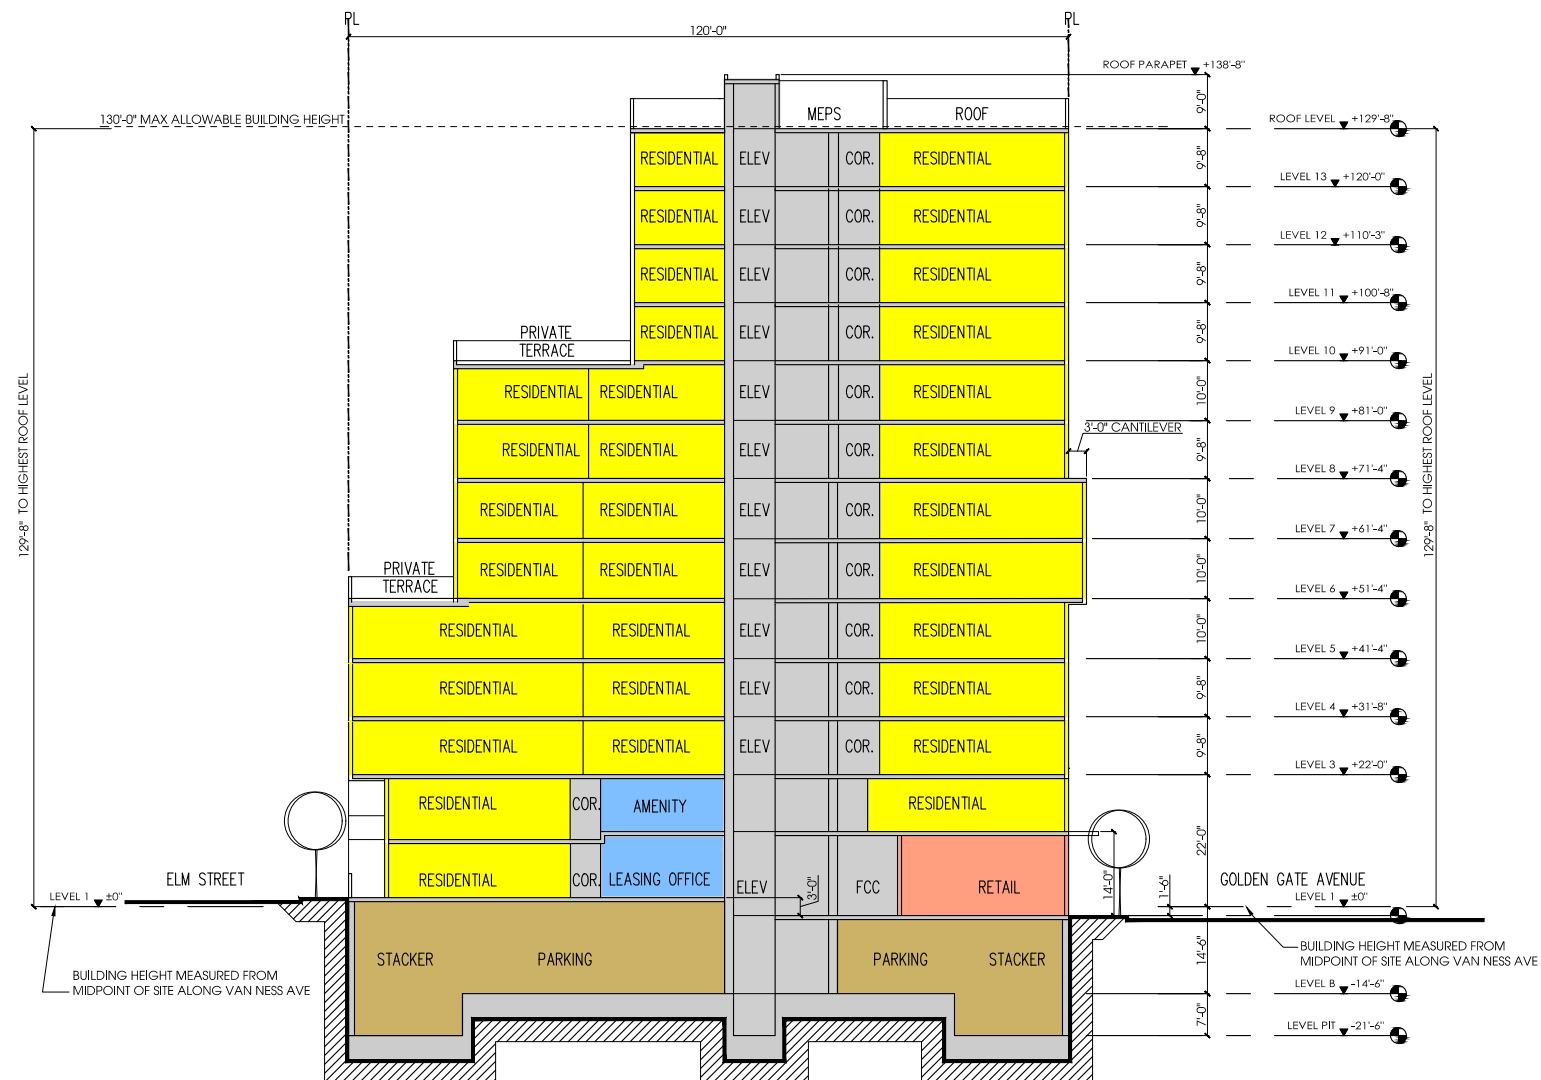 PL PL
120'-0"
ROOF PARAPET +138'-8"
9'-0"
MEPS ROOF
130'-0" MAX ALLOWABLE BUILDING HEIGHT
ROOF LEVEL +129'-8"
RESIDENTIAL ELEV COR. RESIDENTIAL
9'-8"
LEVEL 13 +120'-0"
RESIDENTIAL ELEV COR. RESIDENTIAL
9'-8"
LEVEL 12 +110'-3"
RESIDENTIAL ELEV COR. RESIDENTIAL
9'-8"
LEVEL 11 +100'-8"
RESIDENTIAL ELEV COR. RESIDENTIAL
9'-8"
PRIVATE
TERRACE
LEVEL 10 +91'-0"
RESIDENTIAL RESIDENTIAL ELEV COR. RESIDENTIAL
10'-0"
LEVEL 9 +81'-0"
3'-0" CANTILEVER
RESIDENTIAL RESIDENTIAL ELEV COR. RESIDENTIAL
9'-8"
LEVEL 8 +71'-4"
129'-8" TO HIGHEST ROOF LEVEL
129'-8" TO HIGHEST ROOF LEVEL
RESIDENTIAL RESIDENTIAL ELEV COR. RESIDENTIAL
10'-0"
LEVEL 7 +61'-4"
RESIDENTIAL RESIDENTIAL ELEV COR. RESIDENTIAL
10'-0"
PRIVATE
TERRACE
LEVEL 6 +51'-4"
RESIDENTIAL RESIDENTIAL ELEV COR. RESIDENTIAL
10'-0"
LEVEL 5 +41'-4"
RESIDENTIAL RESIDENTIAL ELEV COR. RESIDENTIAL
9'-8"
LEVEL 4 +31'-8"
RESIDENTIAL RESIDENTIAL ELEV COR. RESIDENTIAL
9'-8"
LEVEL 3 +22'-0"
RESIDENTIAL COR. AMENITY RESIDENTIAL
22'-0"
ELM STREET
RESIDENTIAL COR. LEASING OFFICE ELEV 3'-0" FCC RETAIL 14'-0" 1'-6"
GOLDEN GATE AVENUE
LEVEL 1 ±0"
LEVEL 1 ±0"
STACKER PARKING PARKING STACKER
14'-6"
BUILDING HEIGHT MEASURED FROM
MIDPOINT OF SITE ALONG VAN NESS AVE
BUILDING HEIGHT MEASURED FROM
MIDPOINT OF SITE ALONG VAN NESS AVE
LEVEL B -14'-6"
7'-0"
LEVEL PIT -21'-6"